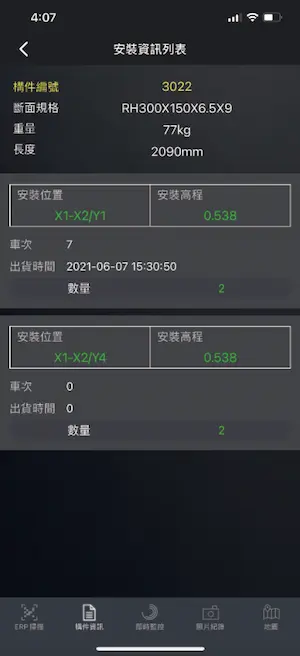 4:07
安裝資訊列表
構件編號 3022
斷面規格 RH300X150X6.5X9
重量 77kg
長度 2090mm
安裝位置 安裝高程
X1-X2/Y1 0.538
車次 7
出貨時間 2021-06-07 15:30:50
數量 2
安裝位置 安裝高程
X1-X2/Y4 0.538
車次 0
出貨時間 0
數量 2
ERP 掃描 構件資訊 即時監控 照片紀錄 地圖